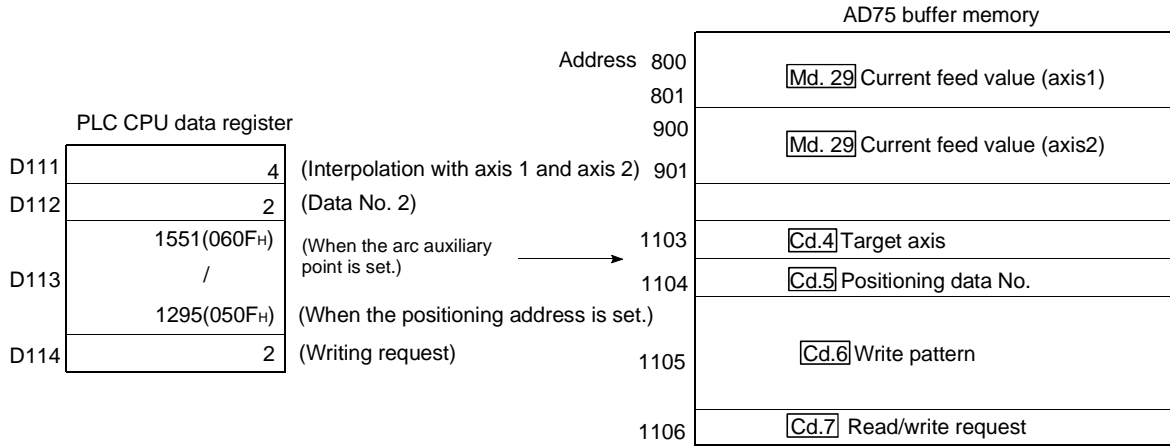 AD75 buffer memory
Address 800
Md. 29 Current feed value (axis1)
801
PLC CPU data register
900
Md. 29 Current feed value (axis2)
D111 4 (Interpolation with axis 1 and axis 2) 901
D112 2 (Data No. 2)
1551(060FH)
(When the arc auxiliary
point is set.)
1103 Cd.4 Target axis
D113 /
1104 Cd.5 Positioning data No.
1295(050FH) (When the positioning address is set.)
D114 2 (Writing request)
1105 Cd.6 Write pattern
1106 Cd.7 Read/write request